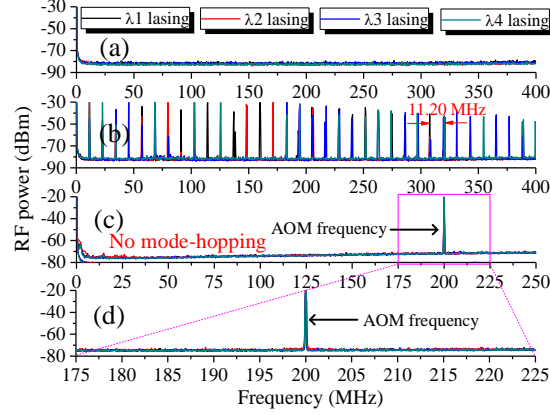 λ1 lasing λ2 lasing λ3 lasing λ4 lasing
-30
-50
-70
-90
(a)
0 50 100 150 200 250 300 350 400
-30
-50
-70
-90
(b)
11.20 MHz
0 50 100 150 200 250 300 350 400
-20
-40
-60
-80
(c)
No mode-hopping
AOM frequency
0 25 50 75 100 125 150 175 200 225 250
-20
-40
-60
-80
(d)
AOM frequency
175 180 185 190 195 200 205 210 215 220 225
RF power (dBm)
Frequency (MHz)